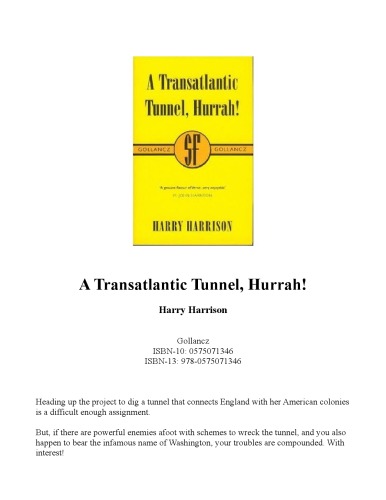 A Transatlantic
Tunnel, Hurrah!
GOLLANCZ SF GOLLANCZ
HARRY HARRISON
A Transatlantic Tunnel, Hurrah!
Harry Harrison
Gollancz
ISBN-10: 0575071346
ISBN-13: 978-0575071346
Heading up the project to dig a tunnel that connects England with her American colonies
is a difficult enough assignment.
But, if there are powerful enemies afoot with schemes to wreck the tunnel, and you also
happen to bear the infamous name of Washington, your troubles are compounded. With
interest!